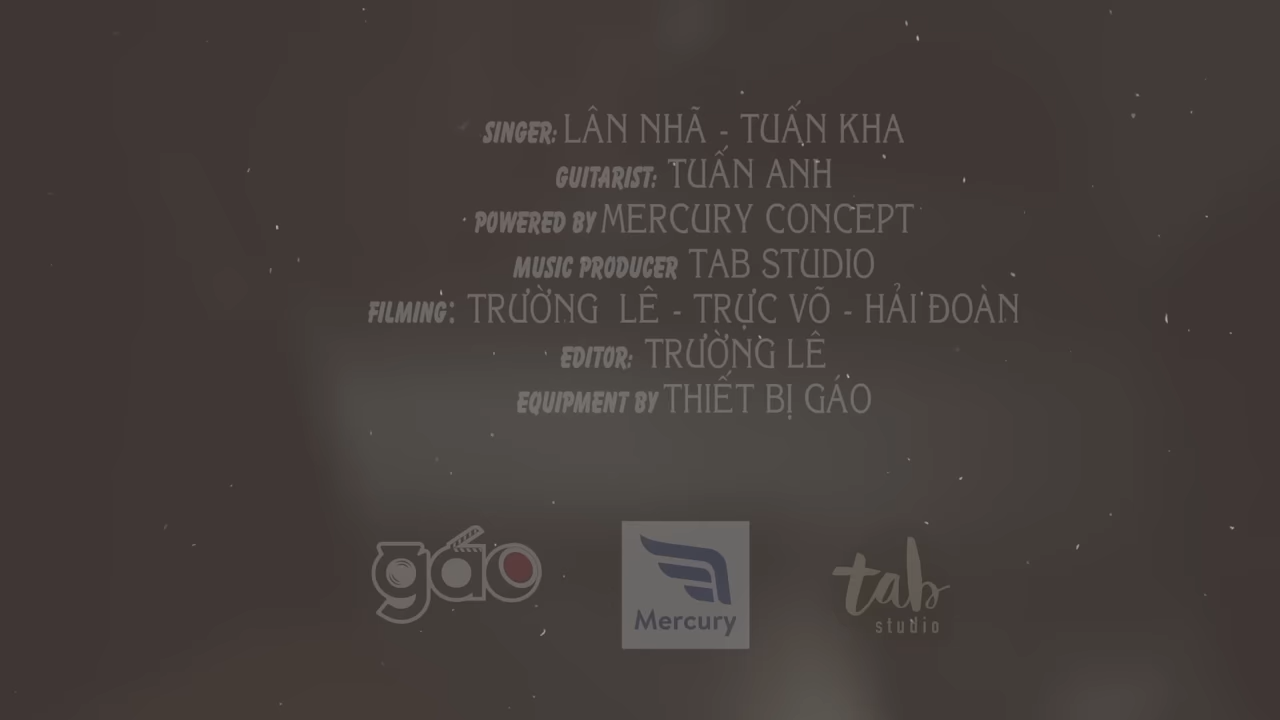 SINGER: LÂN NHÃ - TUẤN KHA
GUITARIST: TUẤN ANH
POWERED BY MERCURY CONCEPT
MUSIC PRODUCER TAB STUDIO
FILMING: TRƯỜNG LÊ - TRỰC VÕ - HẢI ĐOÀN
EDITOR: TRƯỜNG LÊ
EQUIPMENT BY THIẾT BỊ GÁO
gáo
Mercury
tab
studio